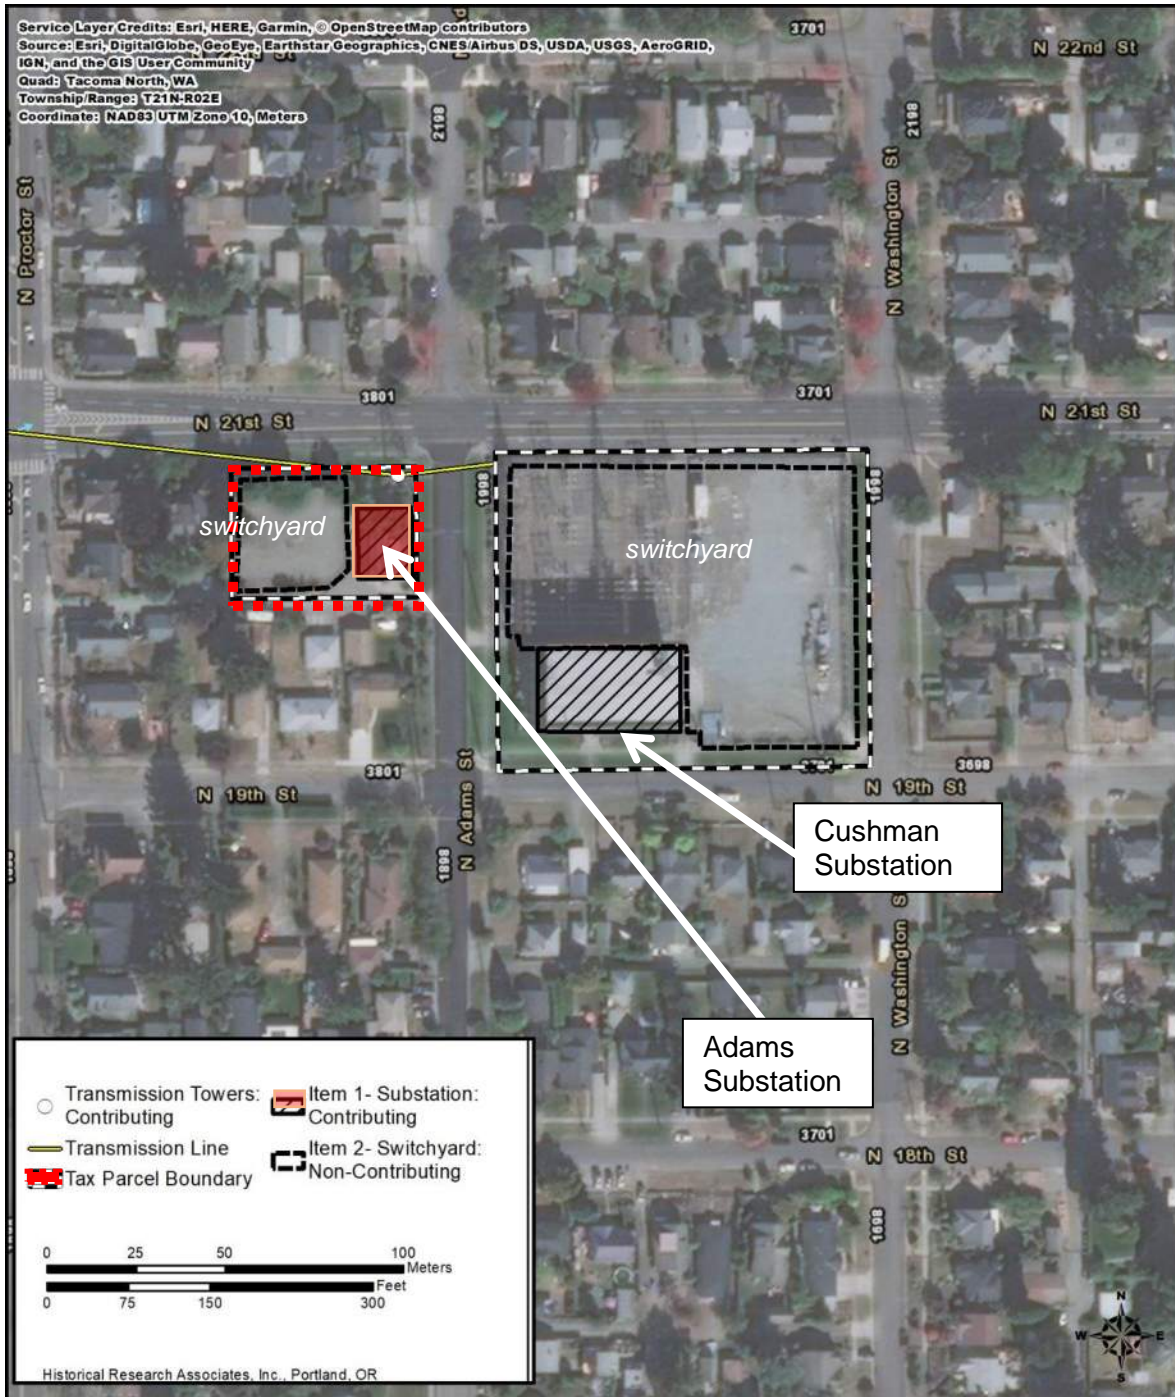 Service Layer Credits: Esri, HERE, Garmin, © OpenStreetMap contributors
Source: Esri, DigitalGlobe, GeoEye, Earthstar Geographics, CNES/Airbus DS, USDA, USGS, AeroGRID,
IGN, and the GIS User Community
Quad: Tacoma North, WA
Township/Range: T21N-R02E
Coordinate: NAD83 UTM Zone 10, Meters
3701
N 22nd St
2198
2198
N Proctor St
N Washington St
3801
3701
N 21st St
N 21st St
1998
1998
switchyard
switchyard
3801
3701
3698
N 19th St
N 19th St
N Adams St
1898
Cushman
Substation
N Washington St
Adams
Substation
3701
N 18th St
1698
Transmission Towers:
Contributing
Transmission Line
Tax Parcel Boundary
Item 1- Substation:
Contributing
Item 2- Switchyard:
Non-Contributing
0 25 50 100
Meters
Feet
0 75 150 300
Historical Research Associates, Inc., Portland, OR
N
W E
S